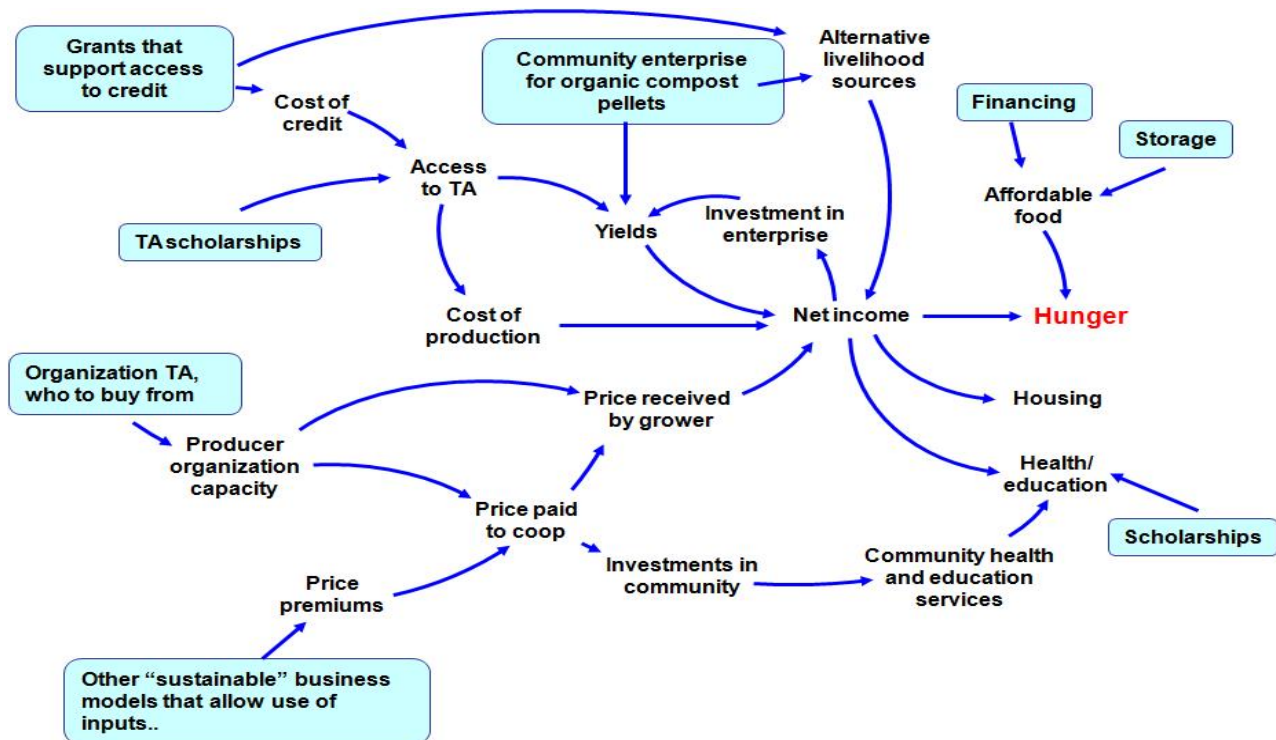 Grants that
support access
to credit
Cost of
credit
Community enterprise
for organic compost
pellets
Alternative
livelihood
sources
Financing
Storage
Access
to TA
TA scholarships
Yields
Investment in
enterprise
Affordable
food
Cost of
production
Net income
Hunger
Organization TA,
who to buy from
Producer
organization
capacity
Price received
by grower
Housing
Health/
education
Price paid
to coop
Scholarships
Investments in
community
Community health
and education
services
Price
premiums
Other “sustainable” business
models that allow use of
inputs..